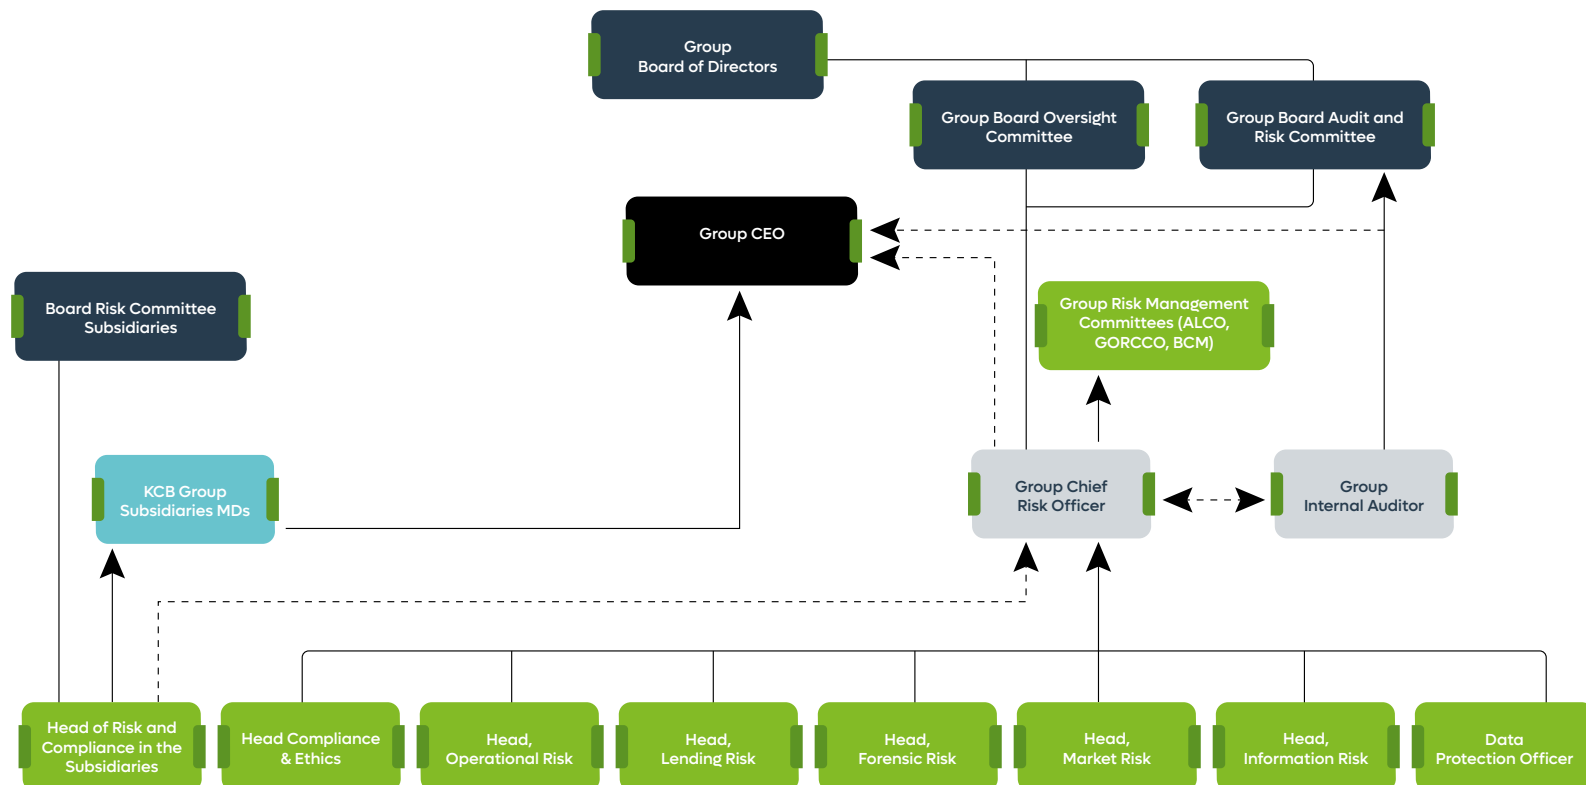 Group
Board of Directors
Group Board Oversight
Committee
Group Board Audit and
Risk Committee
Group CEO
Board Risk Committee
Subsidiaries
Group Risk Management
Committees (ALCO,
GORCCO, BCM)
KCB Group
Subsidiaries MDs
Group Chief
Risk Officer
Group
Internal Auditor
Head of Risk and
Compliance in the
Subsidiaries
Head Compliance
& Ethics
Head,
Operational Risk
Head,
Lending Risk
Head,
Forensic Risk
Head,
Market Risk
Head,
Information Risk
Data
Protection Officer